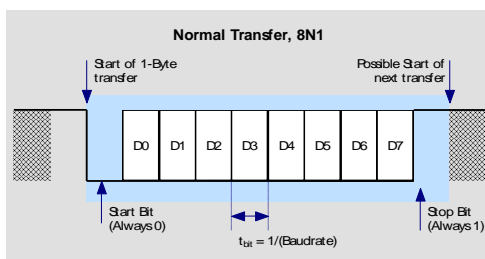 Normal Transfer, 8N1
Start of 1-Byte
transfer
Possible Start of
next transfer
D0 D1 D2 D3 D4 D5 D6 D7
Start Bit
(Always 0)
t_bit = 1/(Baudrate)
Stop Bit
(Always 1)